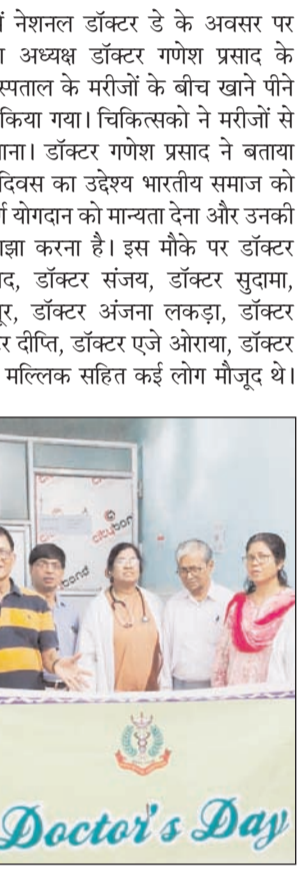 में नेशनल डॉक्टर डे के अवसर पर
अध्यक्ष डॉक्टर गणेश प्रसाद के
स्पताल के मरीजों के बीच खाने पीने
किया गया। चिकित्सको ने मरीजों से
ाना। डॉक्टर गणेश प्रसाद ने बताया
दिवस का उद्देश्य भारतीय समाज को
योगदान को मान्यता देना और उनकी
झा करना है। इस मौके पर डॉक्टर
द, डॉक्टर संजय, डॉक्टर सुदामा,
र, डॉक्टर अंजना लकड़ा, डॉक्टर
र दीप्ति, डॉक्टर एजे ओराया, डॉक्टर
मल्लिक सहित कई लोग मौजूद थे।
citybon
bond
Doctor's Day